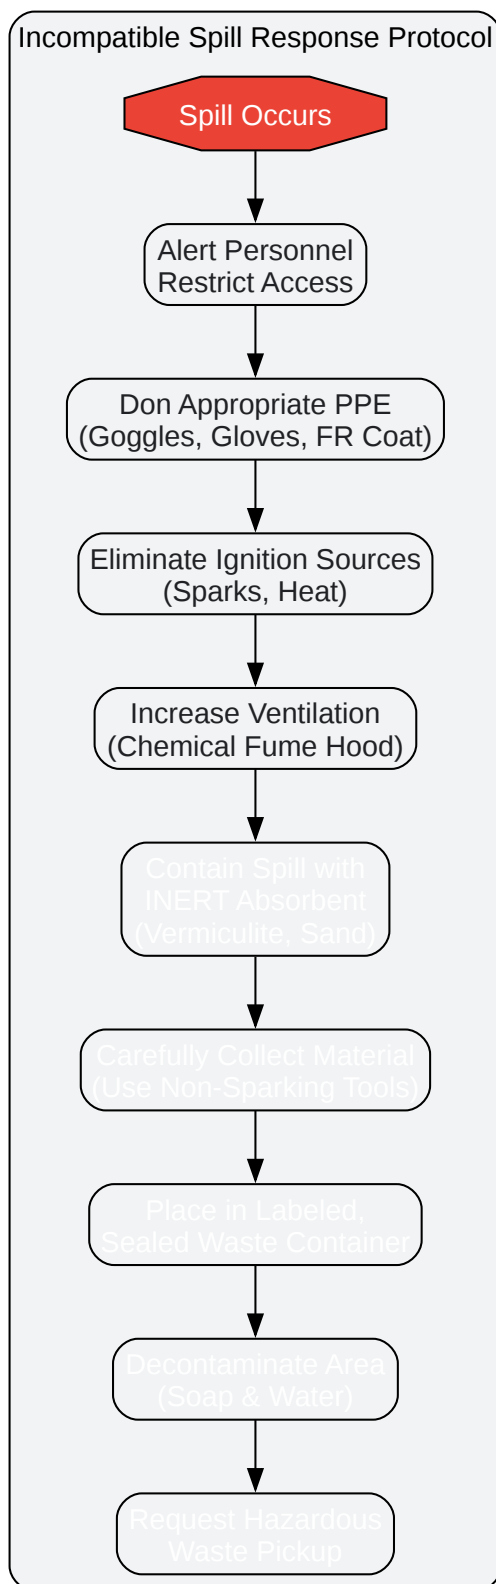 Incompatible Spill Response Protocol
Spill Occurs
Alert Personnel
Restrict Access
Don Appropriate PPE
(Goggles, Gloves, FR Coat)
Eliminate Ignition Sources
(Sparks, Heat)
Increase Ventilation
(Chemical Fume Hood)
Contain Spill with
INERT Absorbent
(Vermiculite, Sand)
Carefully Collect Material
(Use Non-Sparking Tools)
Place in Labeled,
Sealed Waste Container
Decontaminate Area
(Soap & Water)
Request Hazardous
Waste Pickup